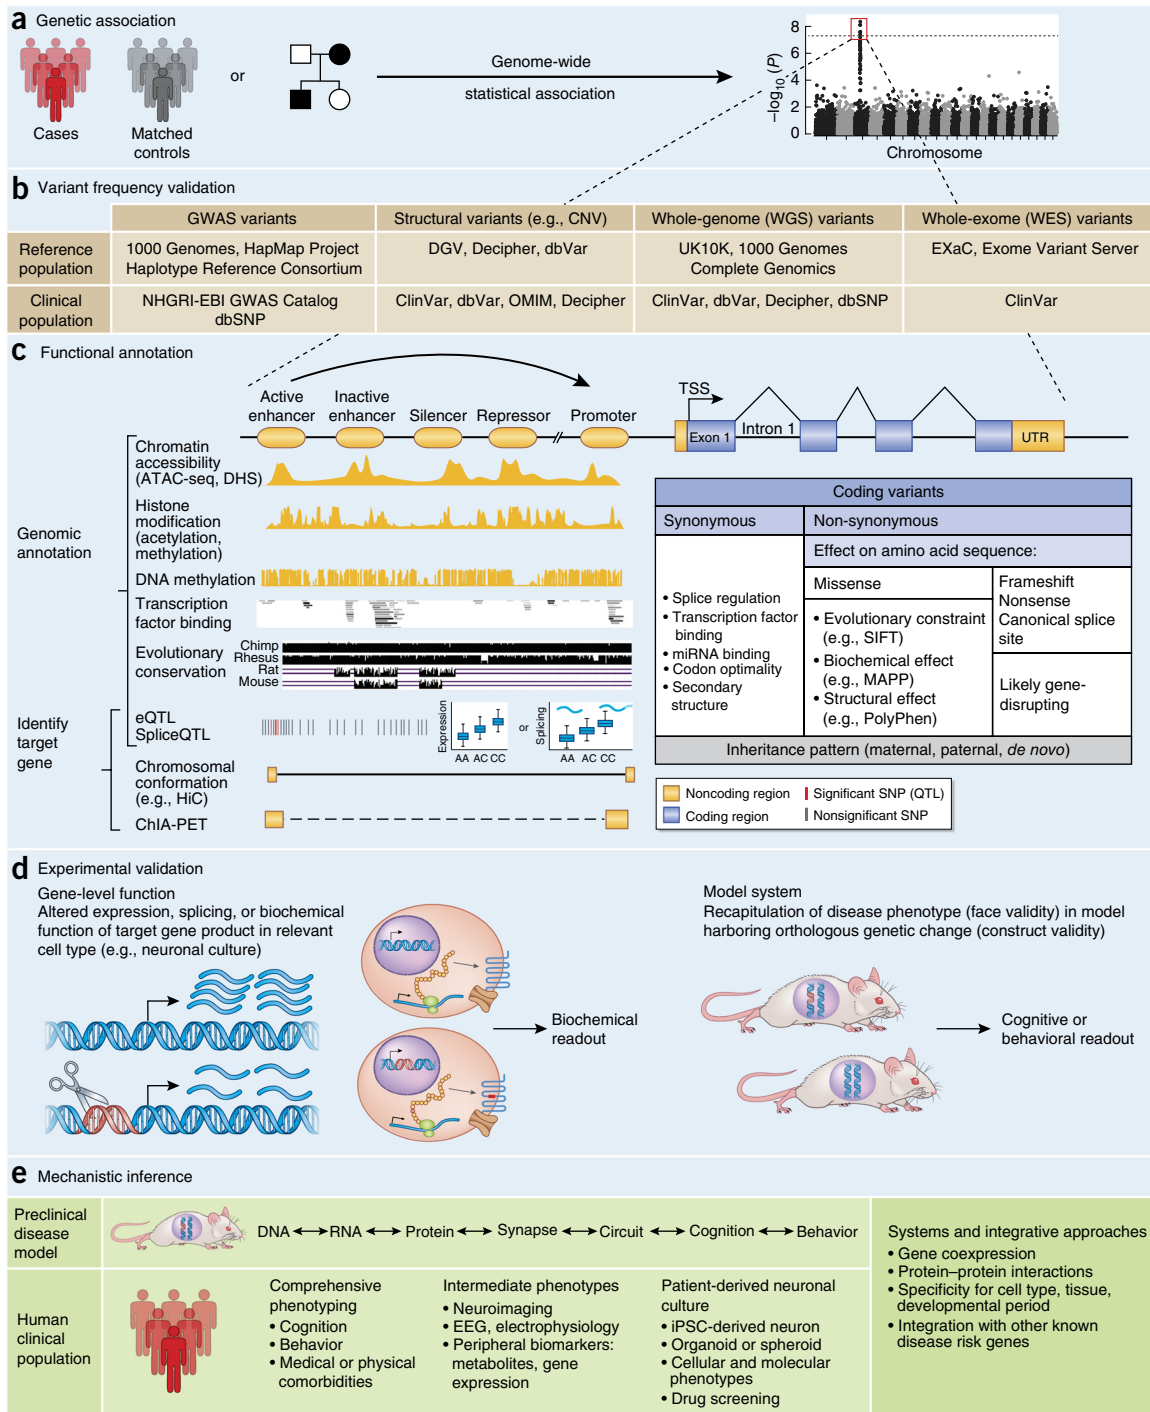 a Genetic association
Cases
Matched
controls
or
Genome-wide
statistical association
–log10 (P)
8
6
4
2
0
Chromosome
b Variant frequency validation
GWAS variants
Structural variants (e.g., CNV)
Whole-genome (WGS) variants
Whole-exome (WES) variants
Reference
population
1000 Genomes, HapMap Project
Haplotype Reference Consortium
DGV, Decipher, dbVar
UK10K, 1000 Genomes
Complete Genomics
EXaC, Exome Variant Server
Clinical
population
NHGRI-EBI GWAS Catalog
dbSNP
ClinVar, dbVar, OMIM, Decipher
ClinVar, dbVar, Decipher, dbSNP
ClinVar
c Functional annotation
Active
enhancer
Inactive
enhancer
Silencer
Repressor
Promoter
TSS
Exon 1
Intron 1
UTR
Genomic
annotation
Chromatin
accessibility
(ATAC-seq, DHS)
Histone
modification
(acetylation,
methylation)
DNA methylation
Transcription
factor binding
Evolutionary
conservation
Chimp
Rhesus
Rat
Mouse
Identify
target
gene
eQTL
SpliceQTL
Expression
AA AC CC
or
Splicing
AA AC CC
Chromosomal
conformation
(e.g., HiC)
ChIA-PET
Coding variants
Synonymous
Non-synonymous
Effect on amino acid sequence:
• Splice regulation
• Transcription factor
binding
• miRNA binding
• Codon optimality
• Secondary
structure
Missense
• Evolutionary constraint
(e.g., SIFT)
• Biochemical effect
(e.g., MAPP)
• Structural effect
(e.g., PolyPhen)
Frameshift
Nonsense
Canonical splice
site
Likely gene-
disrupting
Inheritance pattern (maternal, paternal, de novo)
Noncoding region
Significant SNP (QTL)
Coding region
Nonsignificant SNP
d Experimental validation
Gene-level function
Altered expression, splicing, or biochemical
function of target gene product in relevant
cell type (e.g., neuronal culture)
Biochemical
readout
Model system
Recapitulation of disease phenotype (face validity) in model
harboring orthologous genetic change (construct validity)
Cognitive or
behavioral readout
e Mechanistic inference
Preclinical
disease
model
DNA
RNA
Protein
Synapse
Circuit
Cognition
Behavior
Human
clinical
population
Comprehensive
phenotyping
• Cognition
• Behavior
• Medical or physical
comorbidities
Intermediate phenotypes
• Neuroimaging
• EEG, electrophysiology
• Peripheral biomarkers:
metabolites, gene
expression
Patient-derived neuronal
culture
• iPSC-derived neuron
• Organoid or spheroid
• Cellular and molecular
phenotypes
• Drug screening
Systems and integrative approaches
• Gene coexpression
• Protein–protein interactions
• Specificity for cell type, tissue,
developmental period
• Integration with other known
disease risk genes